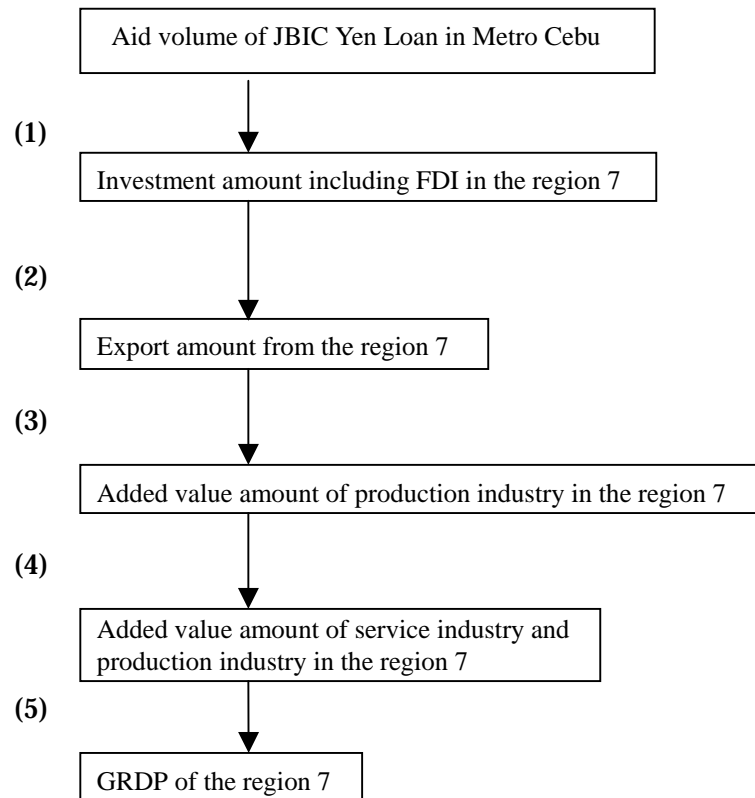 Aid volume of JBIC Yen Loan in Metro Cebu
(1)
Investment amount including FDI in the region 7
(2)
Export amount from the region 7
(3)
Added value amount of production industry in the region 7
(4)
Added value amount of service industry and
production industry in the region 7
(5)
GRDP of the region 7